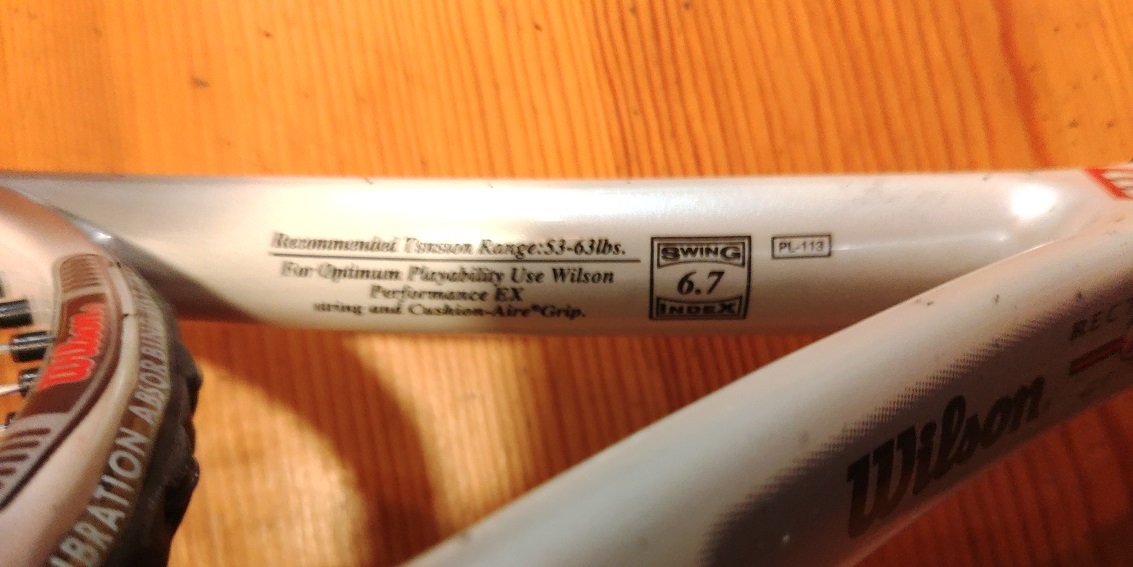 Recommended Tension Range:53-63lbs.
For Optimum Playability Use Wilson
Performance EX
string and Cushion-Aire®Grip.
SWING
6.7
INDEX
PL-113
Wilson
VIBRATION ABSORBING
Wilson